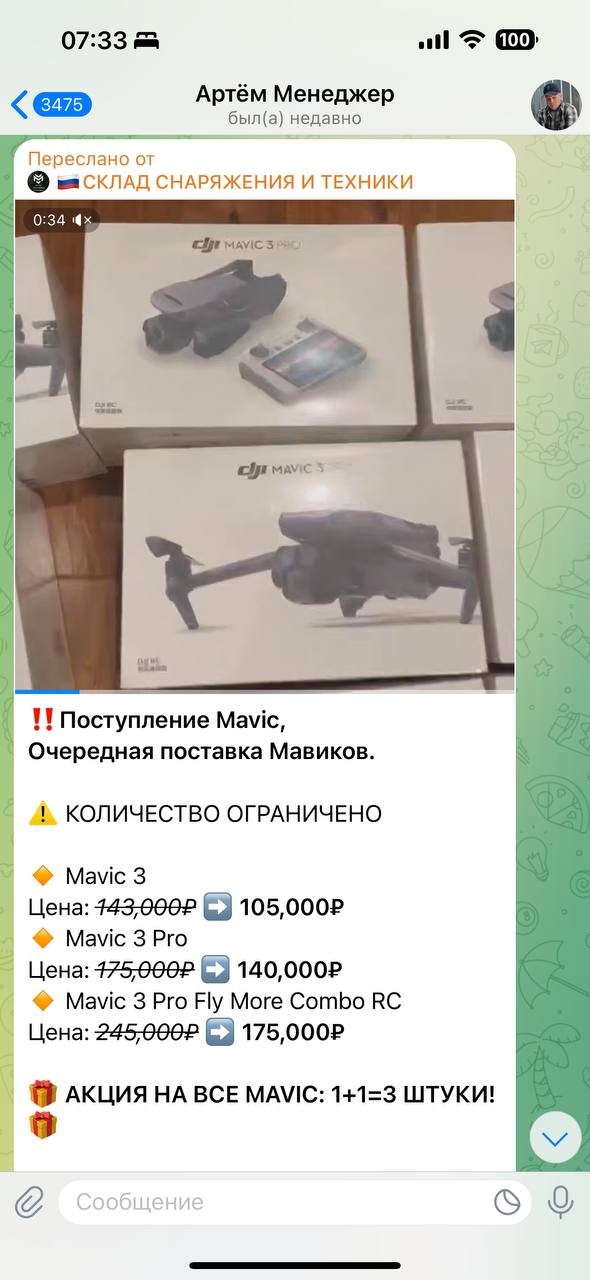 07:33
100
3475
Артём Менеджер
был(а) недавно
Переслано от
СКЛАД СНАРЯЖЕНИЯ И ТЕХНИКИ
0:34
dji MAVIC 3 PRO
DJI RC
dji MAVIC 3
DJI RC
‼️Поступление Mavic,
Очередная поставка Мавиков.
⚠️ КОЛИЧЕСТВО ОГРАНИЧЕНО
🔸 Mavic 3
Цена: 143,000₽ ➡️ 105,000₽
🔸 Mavic 3 Pro
Цена: 175,000₽ ➡️ 140,000₽
🔸 Mavic 3 Pro Fly More Combo RC
Цена: 245,000₽ ➡️ 175,000₽
🎁 АКЦИЯ НА ВСЕ MAVIC: 1+1=3 ШТУКИ!
🎁
Сообщение